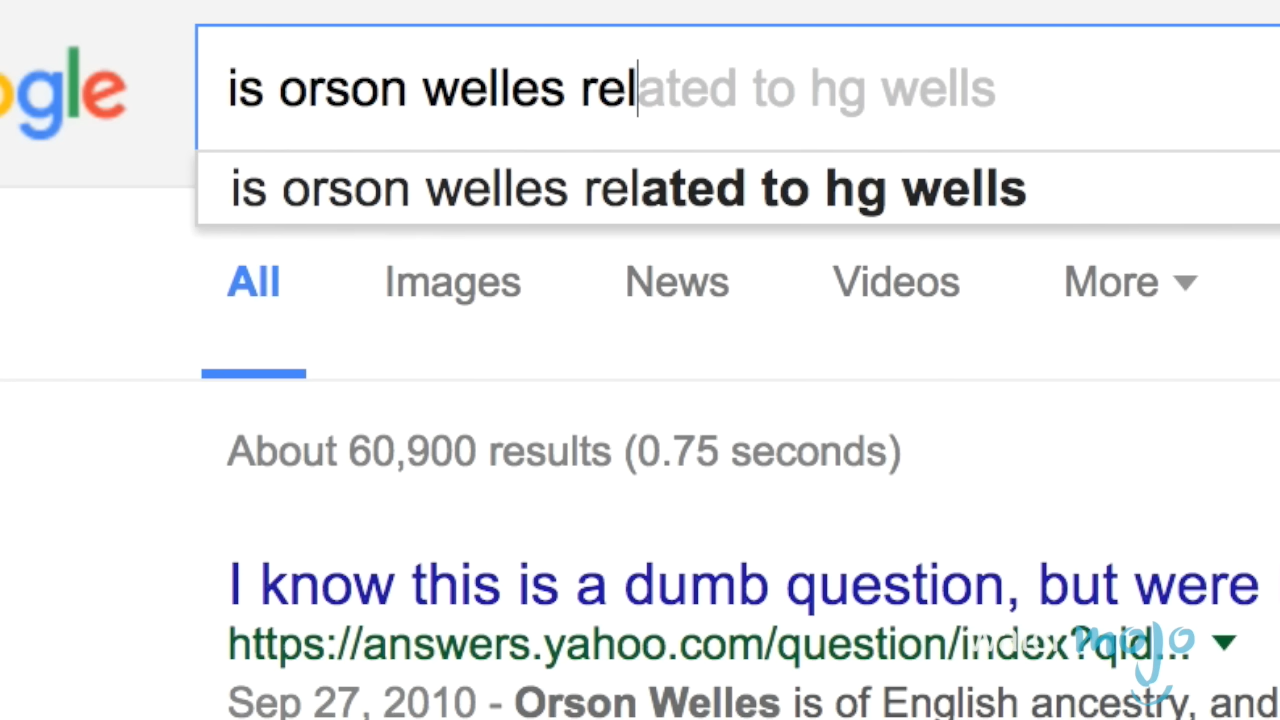 ogle
is orson welles related to hg wells
is orson welles related to hg wells
All Images News Videos More
About 60,900 results (0.75 seconds)
I know this is a dumb question, but were
https://answers.yahoo.com/question/index?qid...
mojo
Sep 27, 2010 - Orson Welles is of English ancestry, and